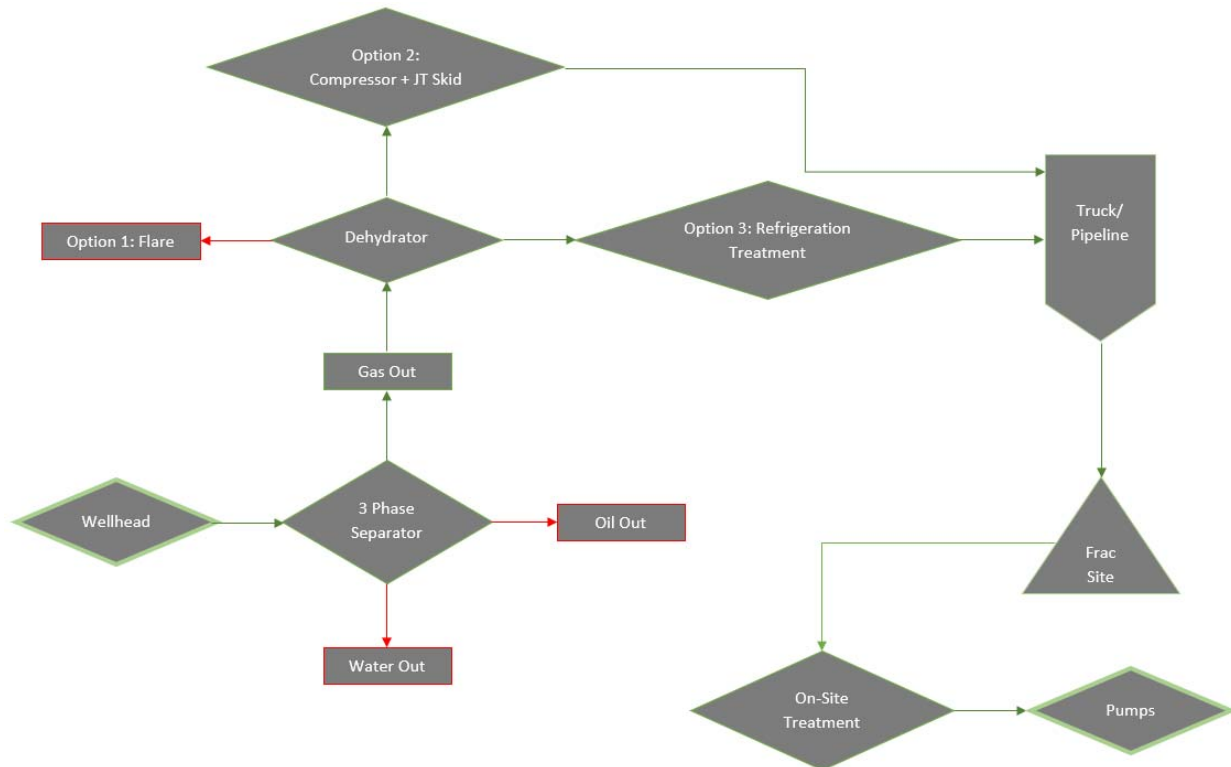 Option 2:
Compressor + JT Skid
Option 1: Flare
Dehydrator
Option 3: Refrigeration
Treatment
Truck/
Pipeline
Gas Out
Wellhead
3 Phase
Separator
Oil Out
Frac
Site
Water Out
On-Site
Treatment
Pumps